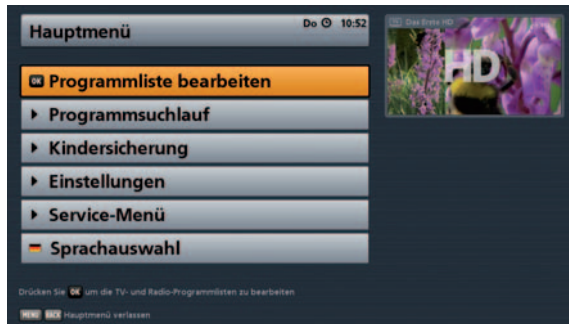 Hauptmenü
Do 10:52
HD Das Erste HD
HD
OK Programmliste bearbeiten
Programmsuchlauf
Kindersicherung
Einstellungen
Service-Menü
Sprachauswahl
Drücken Sie OK um die TV- und Radio-Programmlisten zu bearbeiten
MENU BACK Hauptmenü verlassen